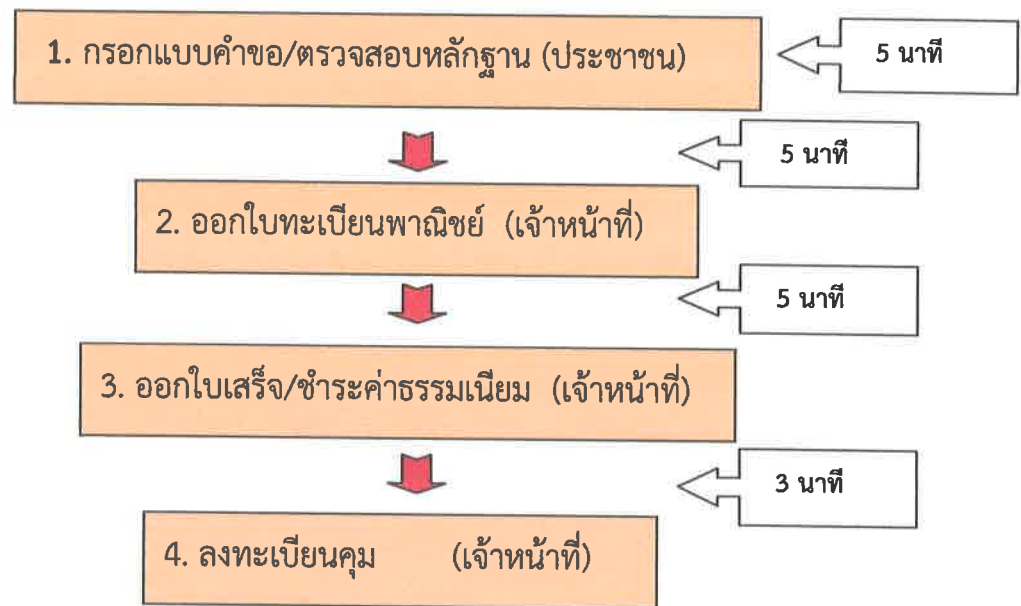 1. กรอกแบบคำขอ/ตรวจสอบหลักฐาน (ประชาชน)
5 นาที
5 นาที
2. ออกใบทะเบียนพาณิชย์ (เจ้าหน้าที่)
5 นาที
3. ออกใบเสร็จ/ชำระค่าธรรมเนียม (เจ้าหน้าที่)
3 นาที
4. ลงทะเบียนคุม (เจ้าหน้าที่)